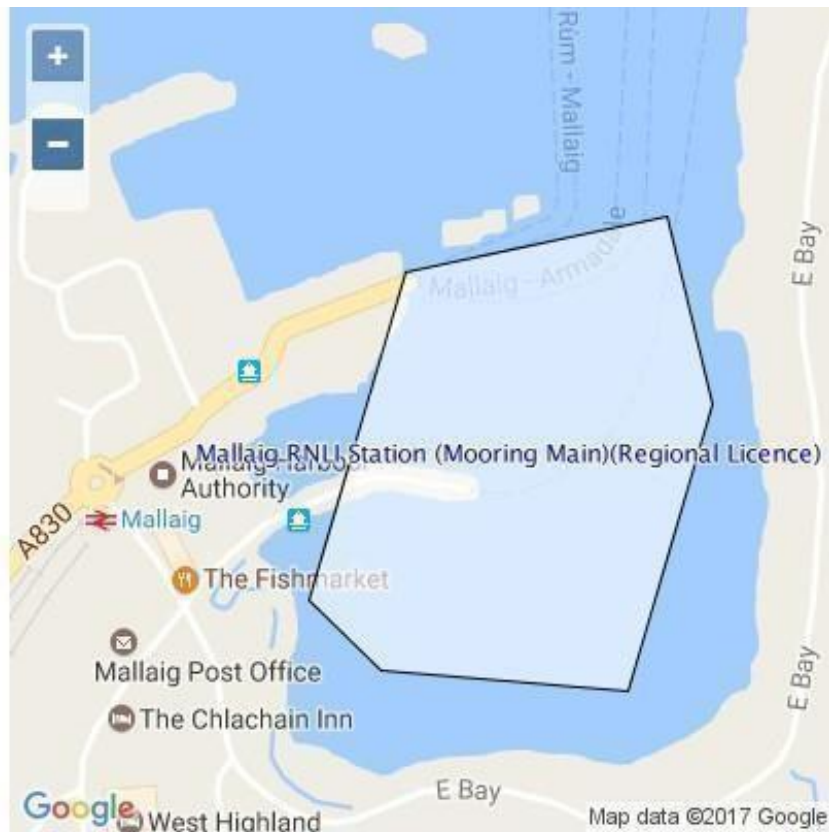 +
−
Rùm - Mallaig
E Bay
Mallaig - Armadale
Mallaig RNLI Station (Mooring Main)(Regional Licence)
Mallaig Harbour
Authority
A830
Mallaig
The Fishmarket
Mallaig Post Office
E Bay
The Chlachain Inn
E Bay
Google
West Highland
Map data ©2017 Google